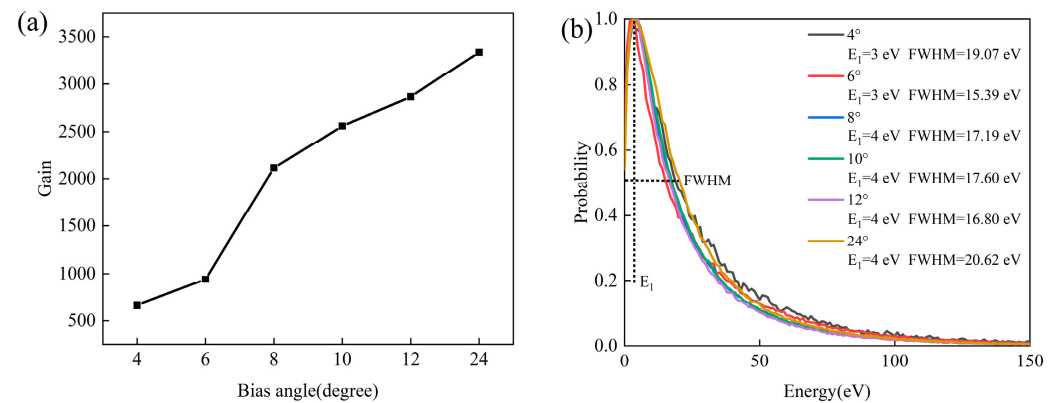 (a)
3500
3000
2500
2000
1500
1000
500
Gain
4 6 8 10 12 24
Bias angle(degree)
(b)
1.0
0.8
0.6
0.4
0.2
0.0
Probability
4°
E₁=3 eV FWHM=19.07 eV
6°
E₁=3 eV FWHM=15.39 eV
8°
E₁=4 eV FWHM=17.19 eV
10°
E₁=4 eV FWHM=17.60 eV
12°
E₁=4 eV FWHM=16.80 eV
24°
E₁=4 eV FWHM=20.62 eV
FWHM
E₁
0 50 100 150
Energy(eV)